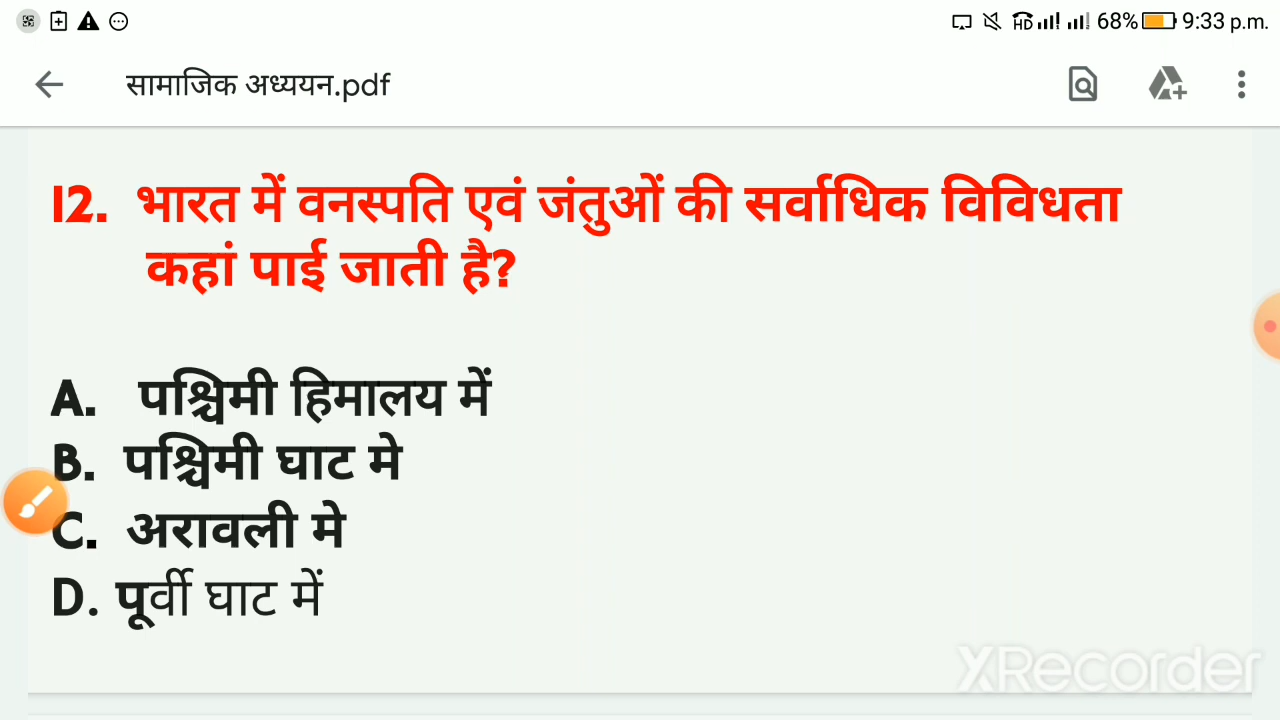 68% 9:33 p.m.
सामाजिक अध्ययन.pdf
12. भारत में वनस्पति एवं जंतुओं की सर्वाधिक विविधता
कहां पाई जाती है?
A. पश्चिमी हिमालय में
B. पश्चिमी घाट मे
C. अरावली मे
D. पूर्वी घाट में
XRecorder